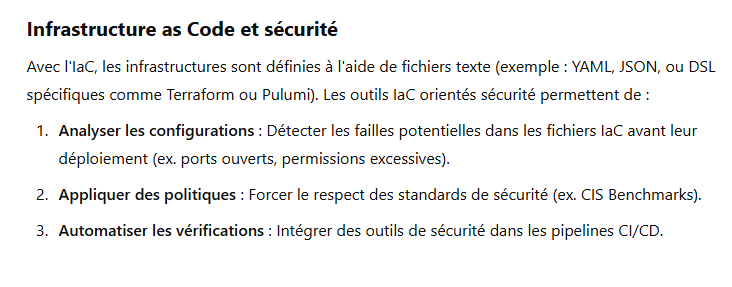 Infrastructure as Code et sécurité
Avec l'IaC, les infrastructures sont définies à l'aide de fichiers texte (exemple : YAML, JSON, ou DSL
spécifiques comme Terraform ou Pulumi). Les outils IaC orientés sécurité permettent de :
1. Analyser les configurations : Détecter les failles potentielles dans les fichiers IaC avant leur
déploiement (ex. ports ouverts, permissions excessives).
2. Appliquer des politiques : Forcer le respect des standards de sécurité (ex. CIS Benchmarks).
3. Automatiser les vérifications : Intégrer des outils de sécurité dans les pipelines CI/CD.